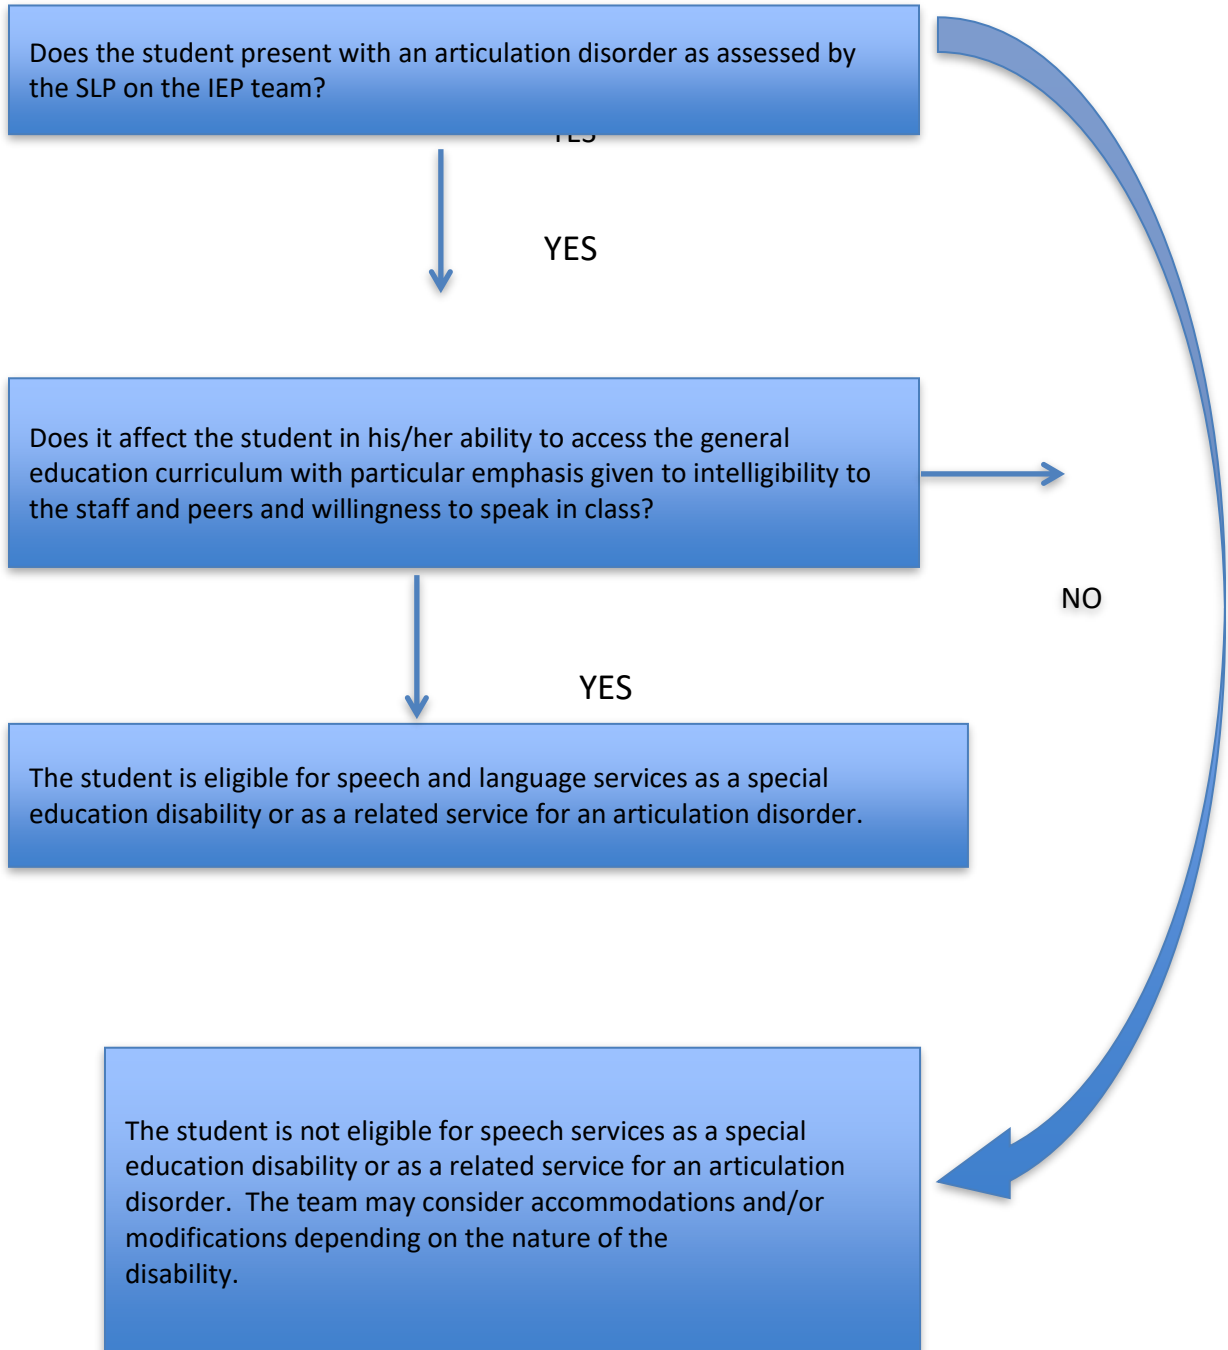 Does the student present with an articulation disorder as assessed by
the SLP on the IEP team?
YES
YES
Does it affect the student in his/her ability to access the general
education curriculum with particular emphasis given to intelligibility to
the staff and peers and willingness to speak in class?
NO
YES
The student is eligible for speech and language services as a special
education disability or as a related service for an articulation disorder.
The student is not eligible for speech services as a special
education disability or as a related service for an articulation
disorder.  The team may consider accommodations and/or
modifications depending on the nature of the
disability.